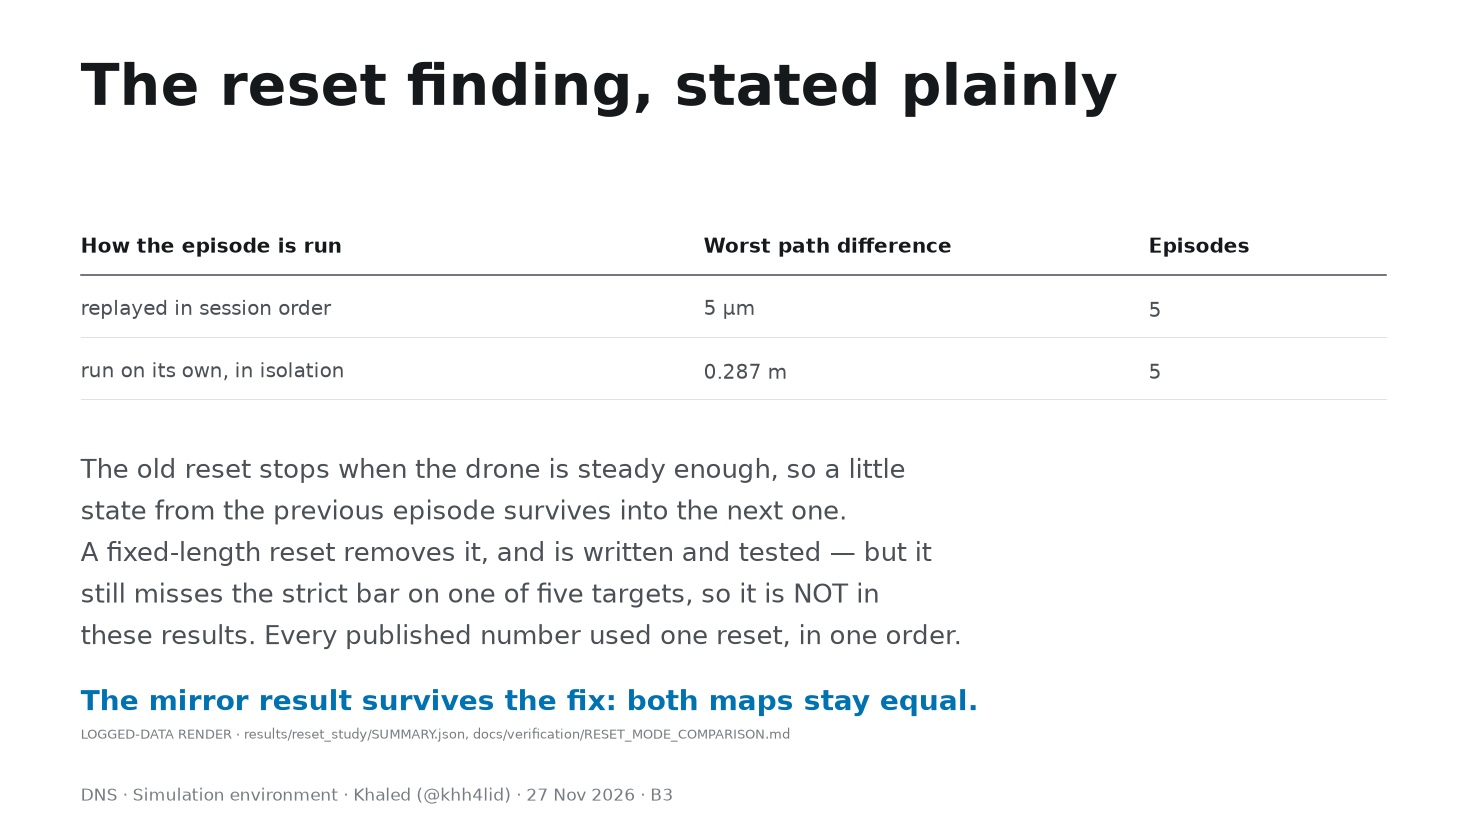 The reset finding, stated plainly
How the episode is run Worst path difference Episodes
replayed in session order 5 µm 5
run on its own, in isolation 0.287 m 5
The old reset stops when the drone is steady enough, so a little
state from the previous episode survives into the next one.
A fixed-length reset removes it, and is written and tested — but it
still misses the strict bar on one of five targets, so it is NOT in
these results. Every published number used one reset, in one order.
The mirror result survives the fix: both maps stay equal.
LOGGED-DATA RENDER · results/reset_study/SUMMARY.json, docs/verification/RESET_MODE_COMPARISON.md
DNS · Simulation environment · Khaled (@khh4lid) · 27 Nov 2026 · B3